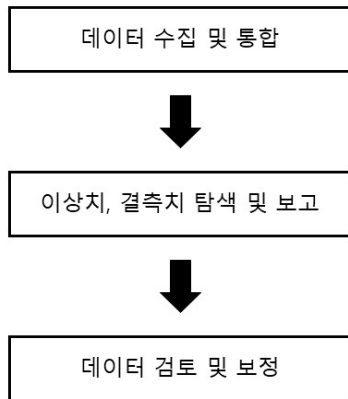 데이터 수집 및 통합
이상치, 결측치 탐색 및 보고
데이터 검토 및 보정